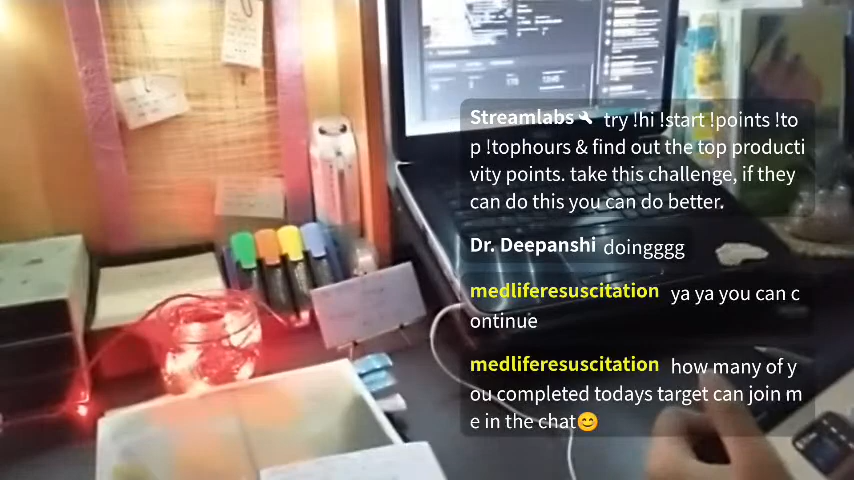 Streamlabs try !hi !start !points !to
p !tophours & find out the top producti
vity points. take this challenge, if they
can do this you can do better.
Dr. Deepanshi doingggg
medliferesuscitation ya ya you can c
ontinue
medliferesuscitation how many of y
ou completed todays target can join m
e in the chat😊